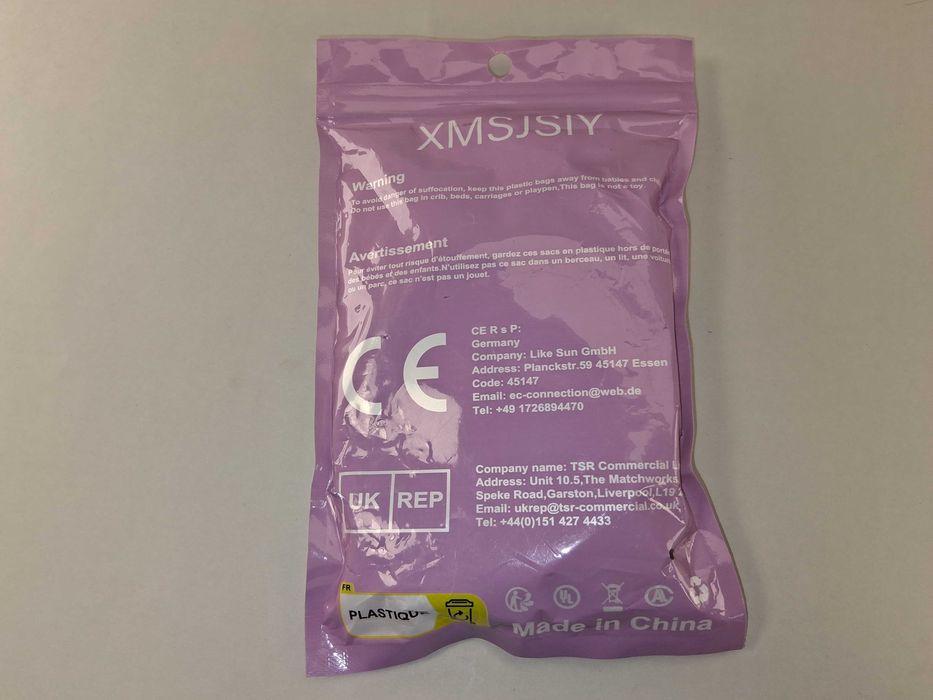 XMSJSIY
Warning
To avoid danger of suffocation, keep this plastic bags away from babies and
Do not use this bag in crib, beds, carriages or playpen,This bag is not a toy.
Avertissement
Pour éviter tout risque d'étouffement, gardez ces sacs en plastique hors de
des bébés et des enfants.N'utilisez pas ce sac dans un berceau, un lit, une
ou un parc, ce sac n'est pas un jouet.
CE
CE R s P:
Germany
Company: Like Sun GmbH
Address: Planckstr.59 45147 Essen
Code: 45147
Email: ec-connection@web.de
Tel: +49 1726894470
UK REP
Company name: TSR Commercial
Address: Unit 10.5,The Matchworks
Speke Road,Garston,Liverpool,L19
Email: ukrep@tsr-commercial.co.uk
Tel: +44(0)151 427 4433
FR
PLASTIQUE
UL
Made in China